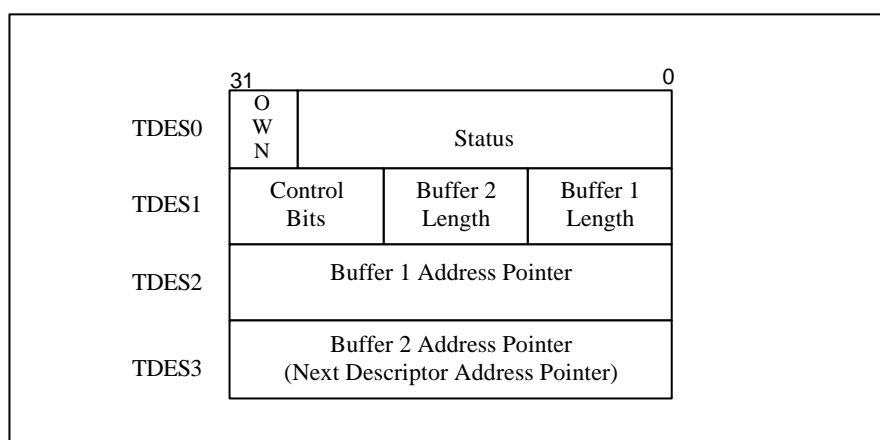 31 0
TDES0
O
W
N
Status
TDES1
Control
Bits
Buffer 2
Length
Buffer 1
Length
TDES2
Buffer 1 Address Pointer
TDES3
Buffer 2 Address Pointer
(Next Descriptor Address Pointer)